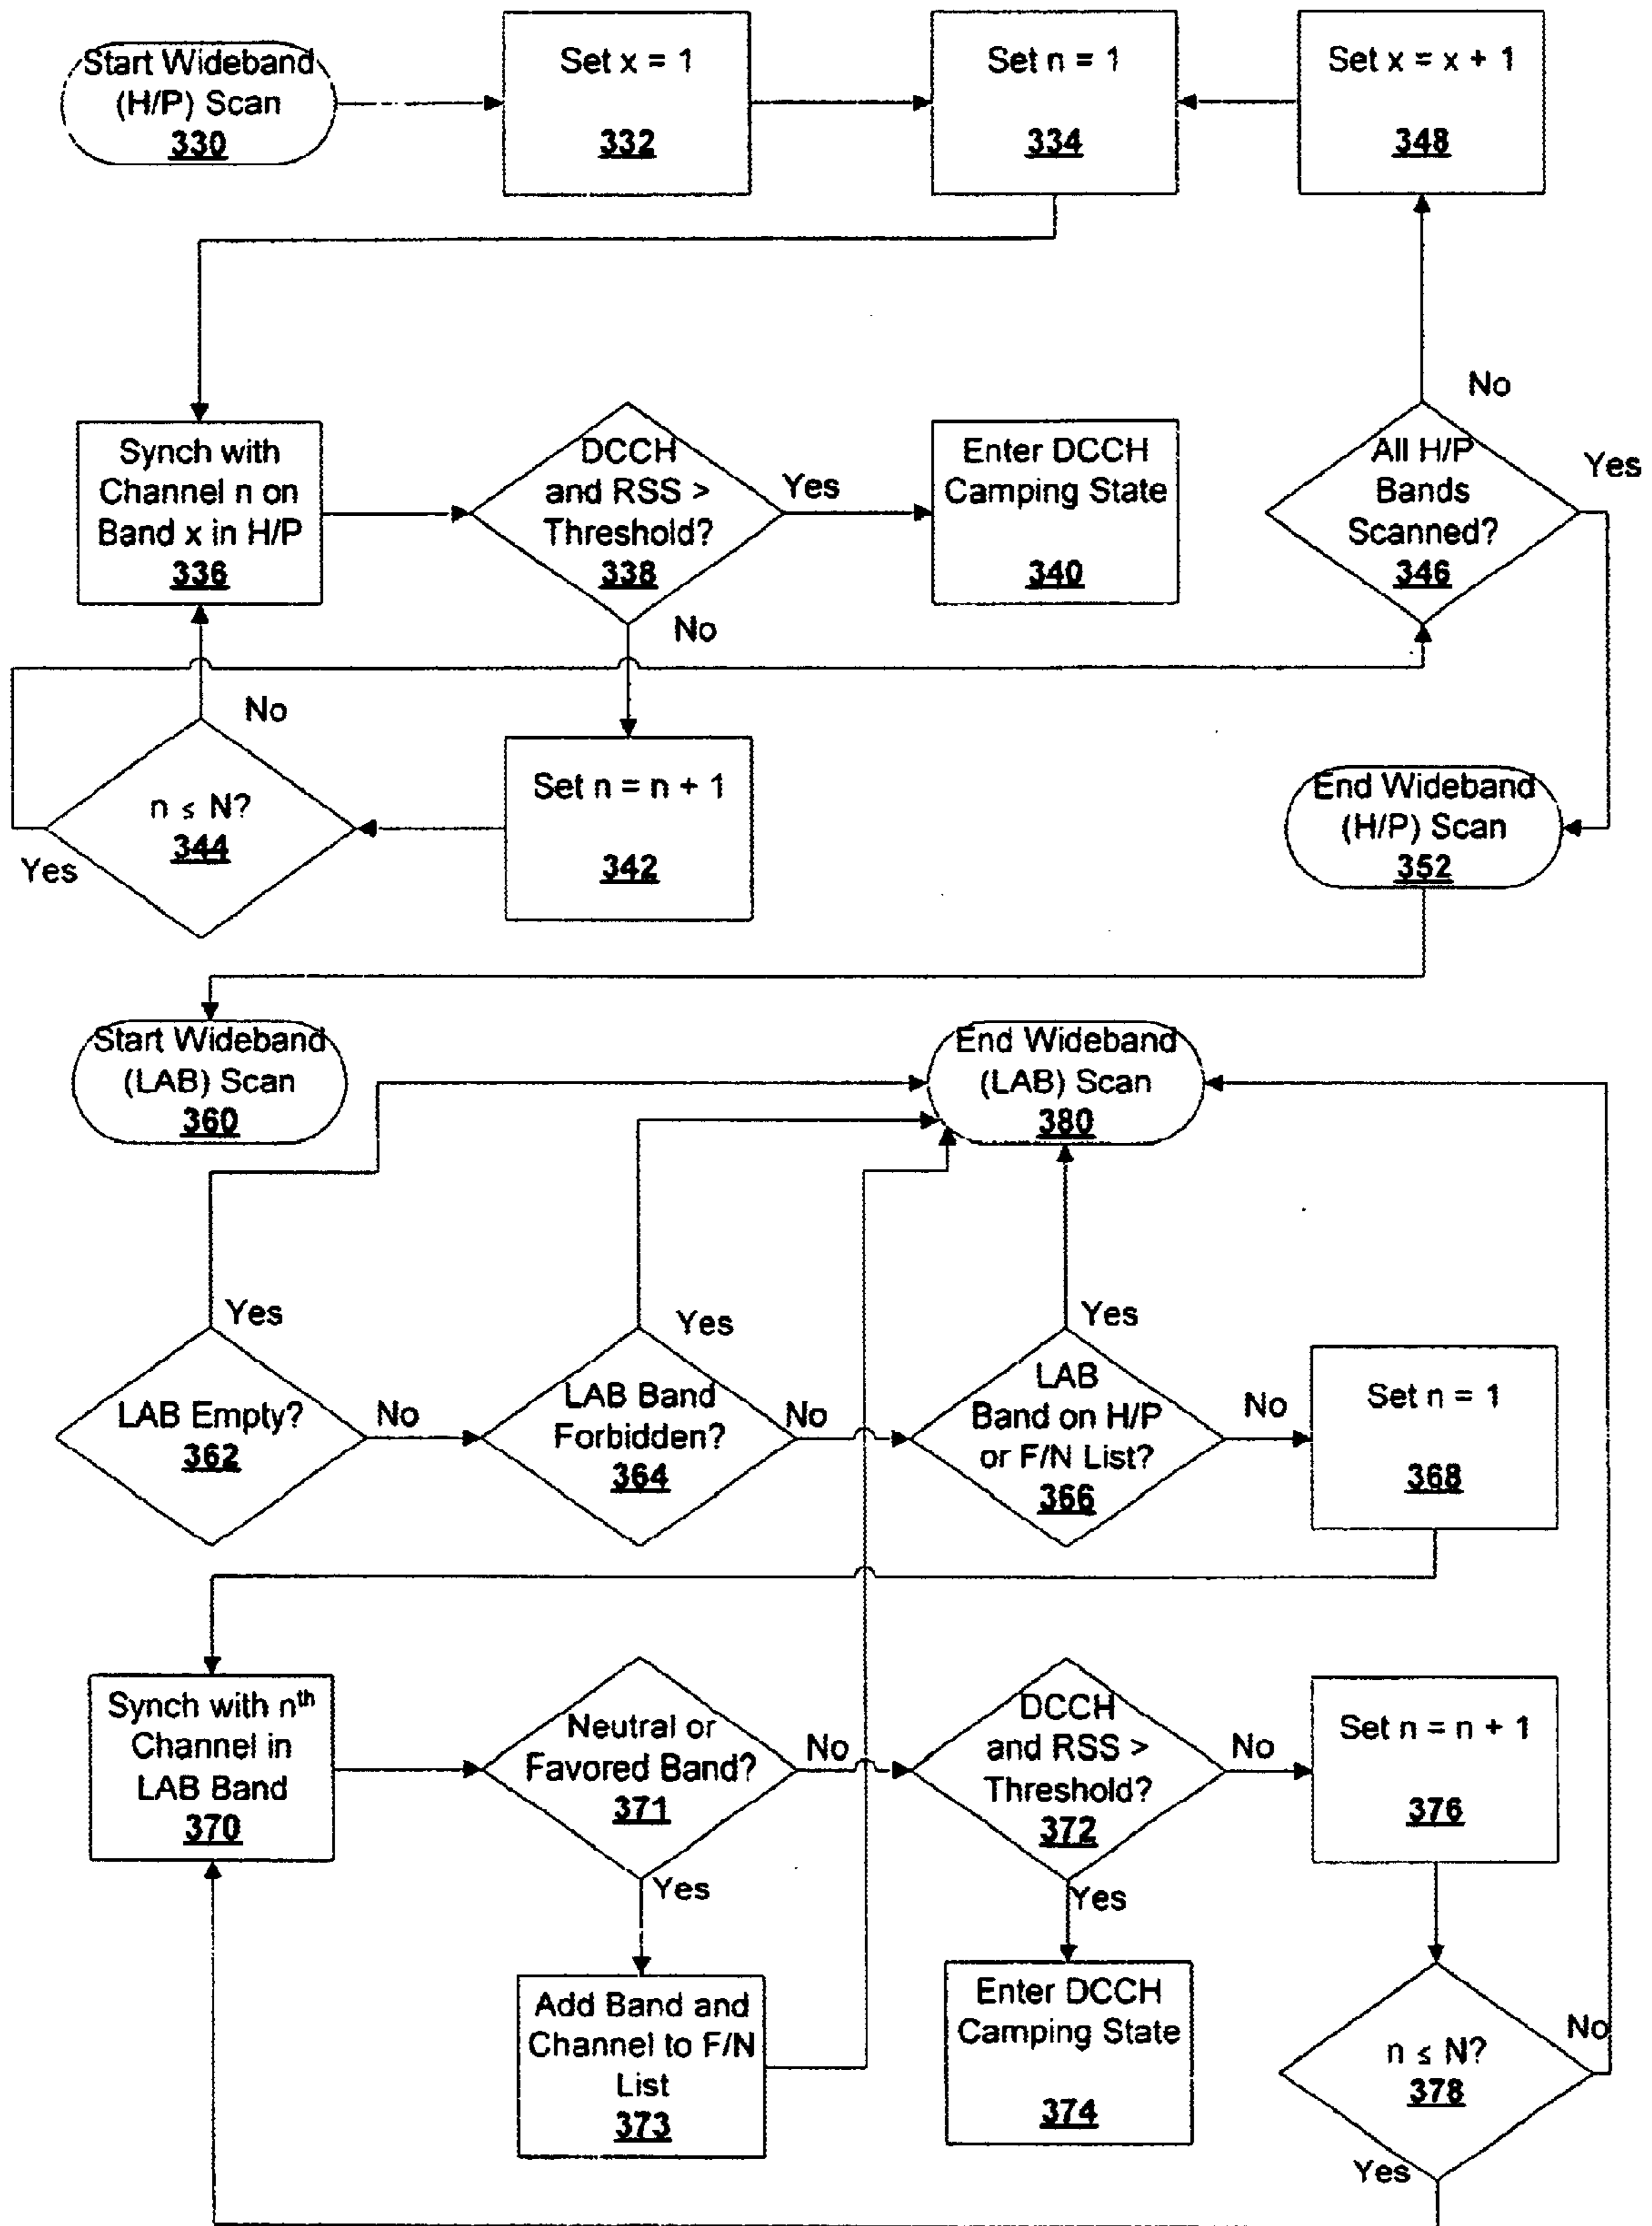 Start Wideband
(H/P) Scan
330
Set x = 1
332
Set n = 1
334
Set x = x + 1
348
Synch with
Channel n on
Band x in H/P
336
DCCH
and RSS >
Threshold?
338
Yes
No
Enter DCCH
Camping State
340
All H/P
Bands
Scanned?
346
No
Yes
n ≤ N?
344
No
Yes
Set n = n + 1
342
End Wideband
(H/P) Scan
352
Start Wideband
(LAB) Scan
360
End Wideband
(LAB) Scan
380
LAB Empty?
362
Yes
No
LAB Band
Forbidden?
364
Yes
No
LAB
Band on H/P
or F/N List?
366
Yes
No
Set n = 1
368
Synch with nth
Channel in
LAB Band
370
Neutral or
Favored Band?
371
No
Yes
DCCH
and RSS >
Threshold?
372
No
Yes
Set n = n + 1
376
Add Band and
Channel to F/N
List
373
Enter DCCH
Camping State
374
n ≤ N?
378
No
Yes